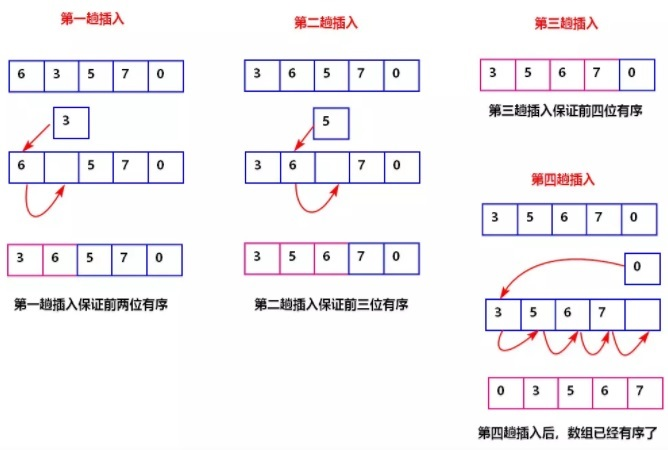 第一趟插入
6 3 5 7 0
3
6 5 7 0
3 6 5 7 0
第一趟插入保证前两位有序
第二趟插入
3 6 5 7 0
5
3 6 7 0
3 5 6 7 0
第二趟插入保证前三位有序
第三趟插入
3 5 6 7 0
第三趟插入保证前四位有序
第四趟插入
3 5 6 7 0
0
3 5 6 7
0 3 5 6 7
第四趟插入后，数组已经有序了